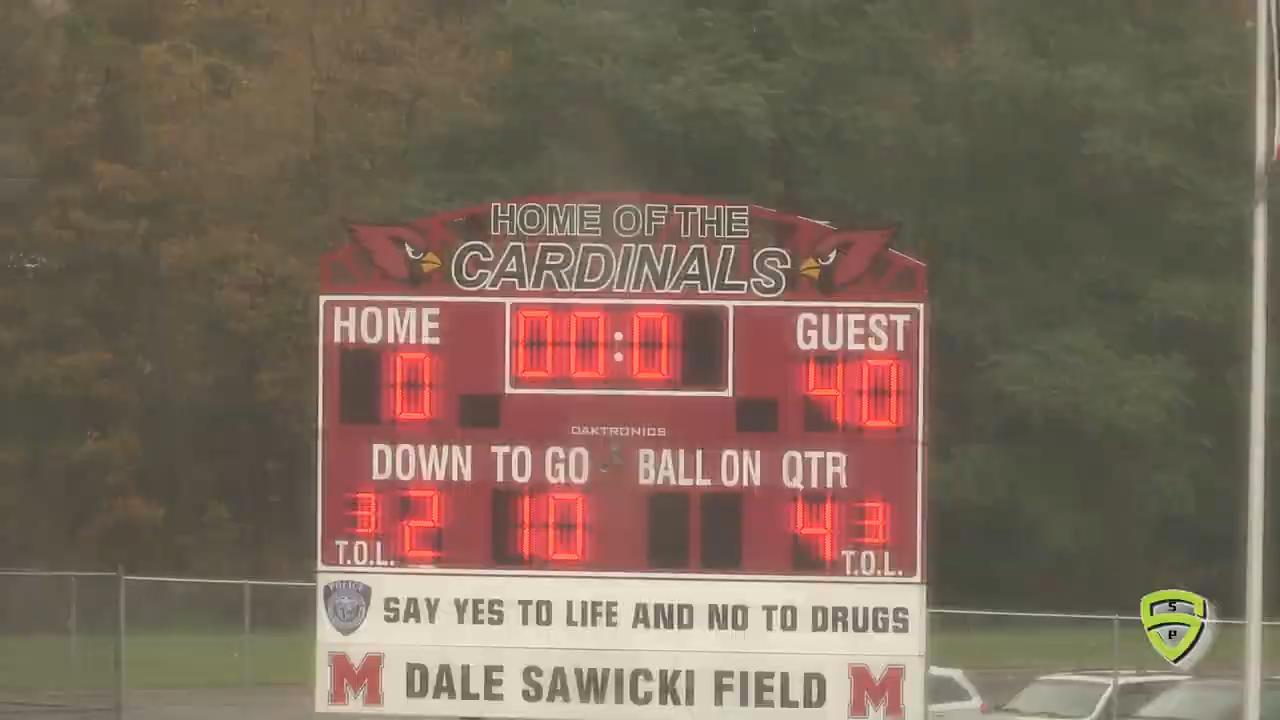 HOME OF THE
CARDINALS
HOME 00:0 GUEST
0 40
DAKTRONICS
DOWN TO GO BALL ON QTR
3 2 10 4 3
T.O.L. T.O.L.
POLICE
SAY YES TO LIFE AND NO TO DRUGS
M DALE SAWICKI FIELD M
S
P